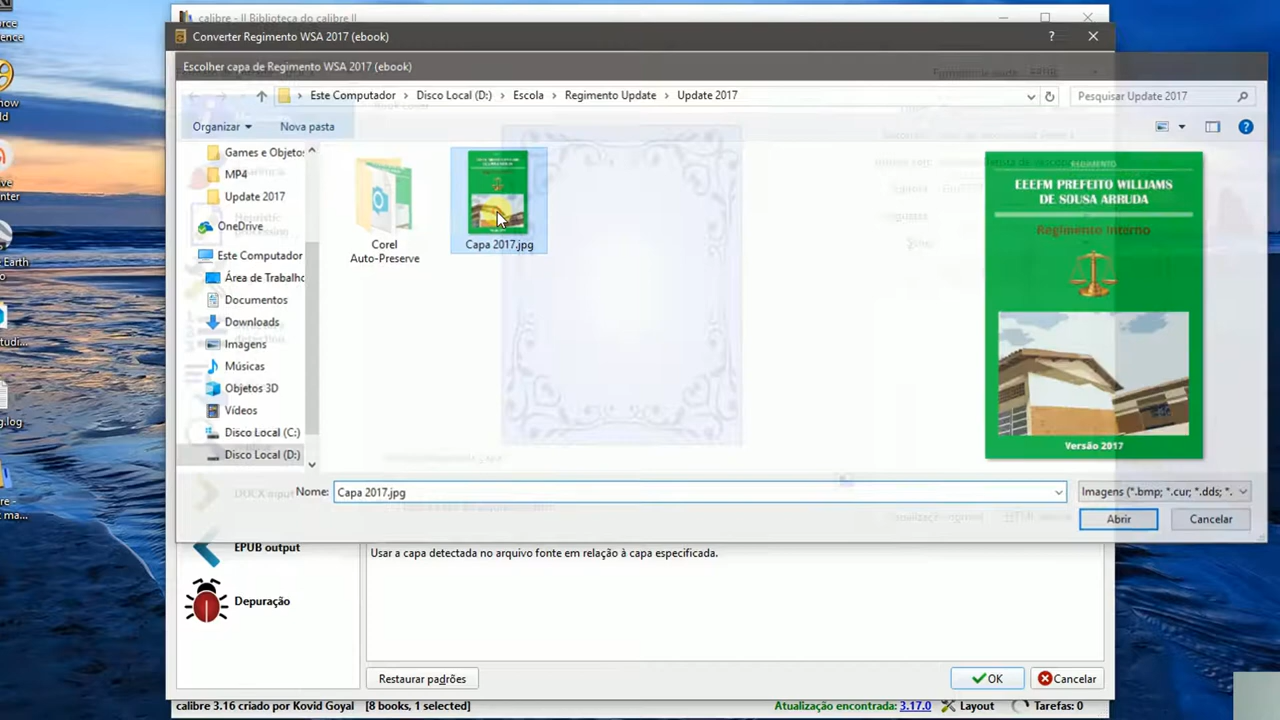 calibre - || Biblioteca do calibre ||
Converter Regimento WSA 2017 (ebook)
Escolher capa de Regimento WSA 2017 (ebook)
Este Computador > Disco Local (D:) > Escola > Regimento Update > Update 2017
Pesquisar Update 2017
Organizar
Nova pasta
Games e Objetos
MP4
Update 2017
OneDrive
Este Computador
Área de Trabalho
Documentos
Downloads
Imagens
Músicas
Objetos 3D
Vídeos
Disco Local (C:)
Disco Local (D:)
Corel
Auto-Preserve
Capa 2017.jpg
REGIMENTO
EEEFM PREFEITO WILLIAMS
DE SOUSA ARRUDA
Regimento Interno
Versão 2017
DOCX input
Nome:
Capa 2017.jpg
Imagens (*.bmp; *.cur; *.dds; *.
Abrir
Cancelar
EPUB output
Depuração
Usar a capa detectada no arquivo fonte em relação à capa especificada.
Restaurar padrões
OK
Cancelar
calibre 3.16 criado por Kovid Goyal
[8 books, 1 selected]
Atualização encontrada: 3.17.0
Layout
Tarefas: 0